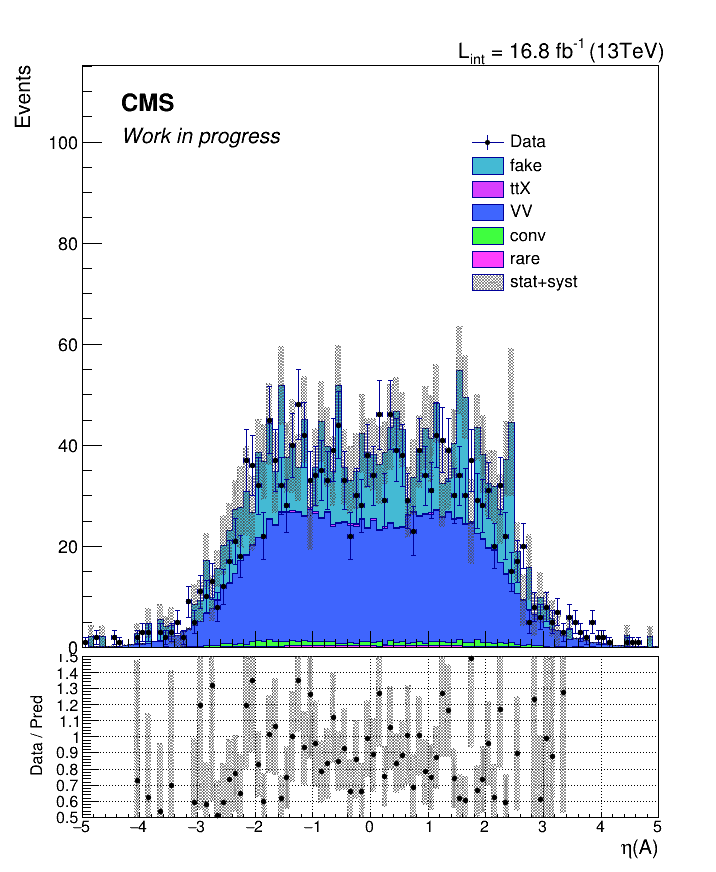 L_int = 16.8 fb^-1 (13TeV)
Events
CMS
Work in progress
Data
fake
ttX
VV
conv
rare
stat+syst
100
80
60
40
20
0
Data / Pred
1.5
1.4
1.3
1.2
1.1
1
0.9
0.8
0.7
0.6
0.5
−5 −4 −3 −2 −1 0 1 2 3 4 5
η(A)